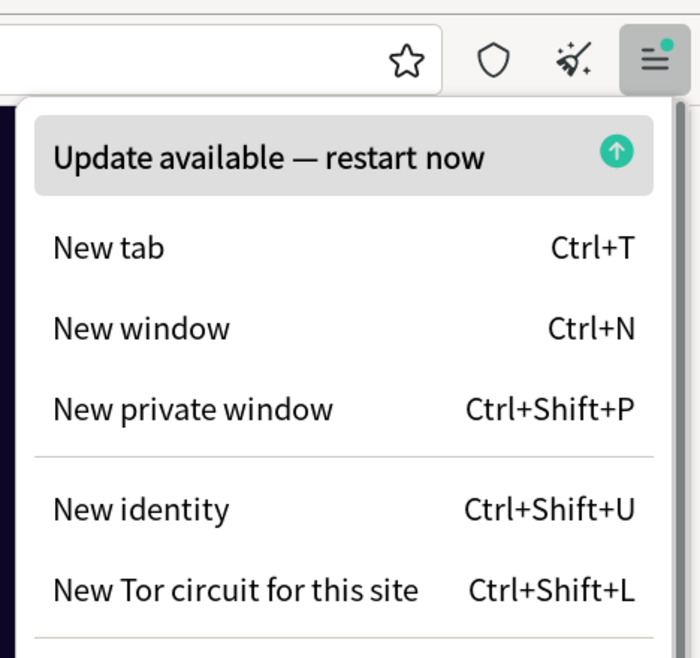 Update available — restart now
New tab Ctrl+T
New window Ctrl+N
New private window Ctrl+Shift+P
New identity Ctrl+Shift+U
New Tor circuit for this site Ctrl+Shift+L